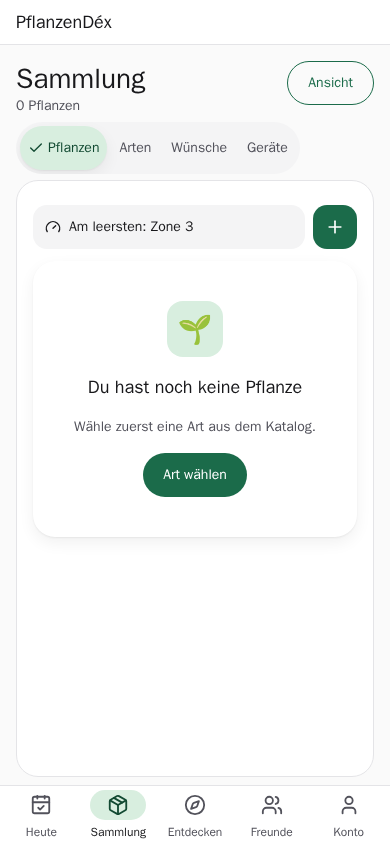 PflanzenDéx
Sammlung
Ansicht
0 Pflanzen
Pflanzen Arten Wünsche Geräte
Am leersten: Zone 3
Du hast noch keine Pflanze
Wähle zuerst eine Art aus dem Katalog.
Art wählen
Heute Sammlung Entdecken Freunde Konto